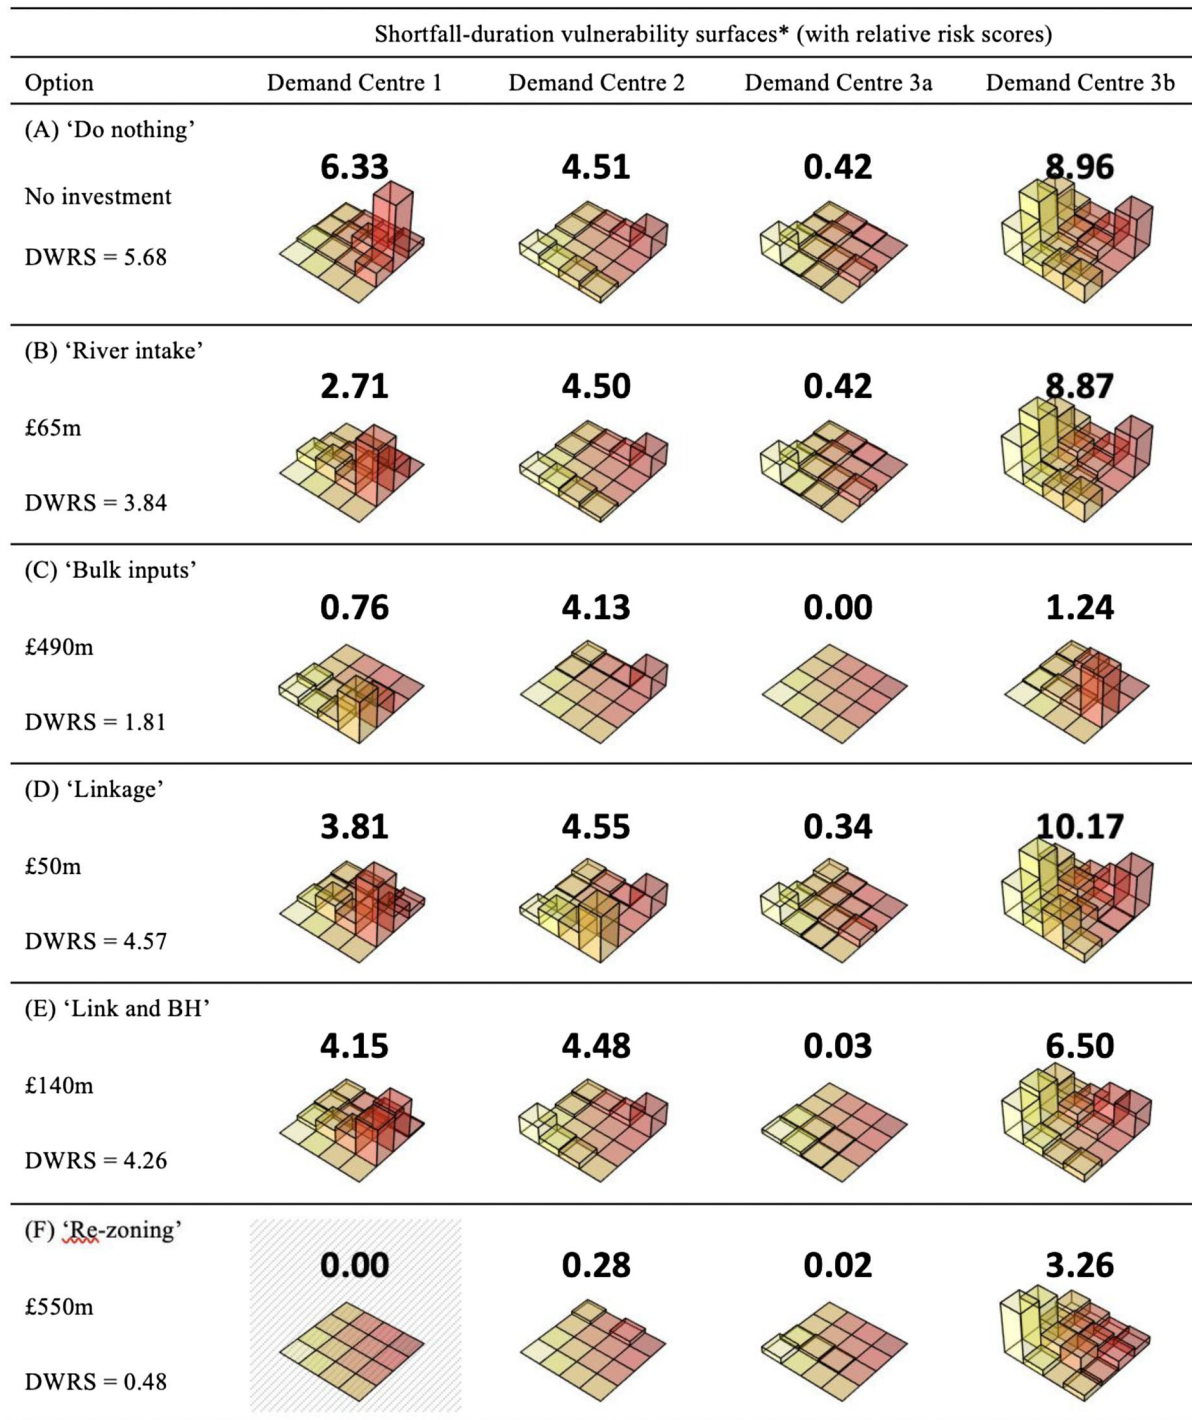 Shortfall-duration vulnerability surfaces* (with relative risk scores)
Option Demand Centre 1 Demand Centre 2 Demand Centre 3a Demand Centre 3b
(A) ‘Do nothing’
6.33 4.51 0.42 8.96
No investment
DWRS = 5.68
(B) ‘River intake’
2.71 4.50 0.42 8.87
£65m
DWRS = 3.84
(C) ‘Bulk inputs’
0.76 4.13 0.00 1.24
£490m
DWRS = 1.81
(D) ‘Linkage’
3.81 4.55 0.34 10.17
£50m
DWRS = 4.57
(E) ‘Link and BH’
4.15 4.48 0.03 6.50
£140m
DWRS = 4.26
(F) ‘Re-zoning’
0.00 0.28 0.02 3.26
£550m
DWRS = 0.48